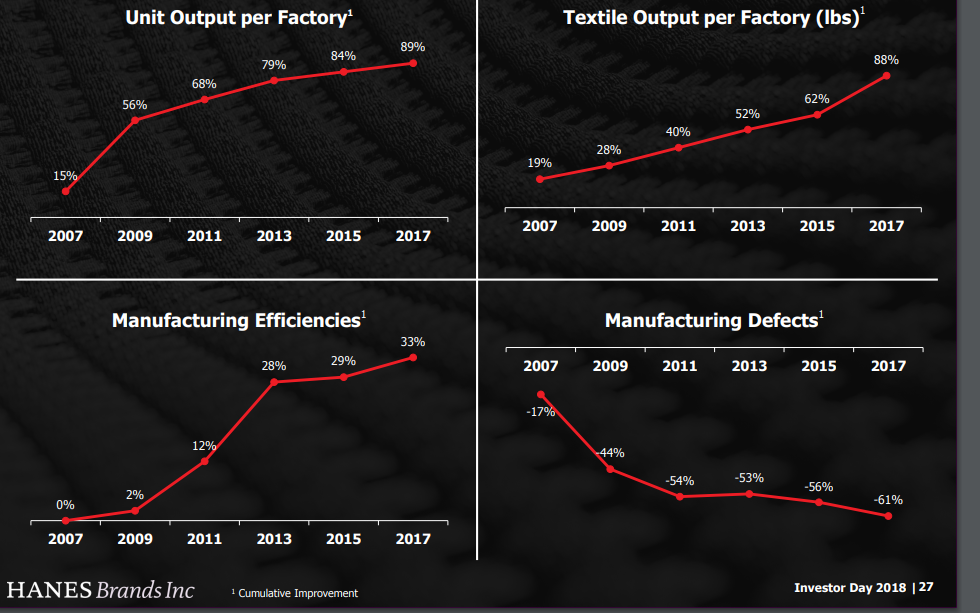 Unit Output per Factory¹
15%
56%
68%
79%
84%
89%
2007 2009 2011 2013 2015 2017
Textile Output per Factory (lbs)¹
19%
28%
40%
52%
62%
88%
2007 2009 2011 2013 2015 2017
Manufacturing Efficiencies¹
0%
2%
12%
28%
29%
33%
2007 2009 2011 2013 2015 2017
Manufacturing Defects¹
2007 2009 2011 2013 2015 2017
-17%
-44%
-54%
-53%
-56%
-61%
HANES Brands Inc
¹ Cumulative Improvement
Investor Day 2018 | 27